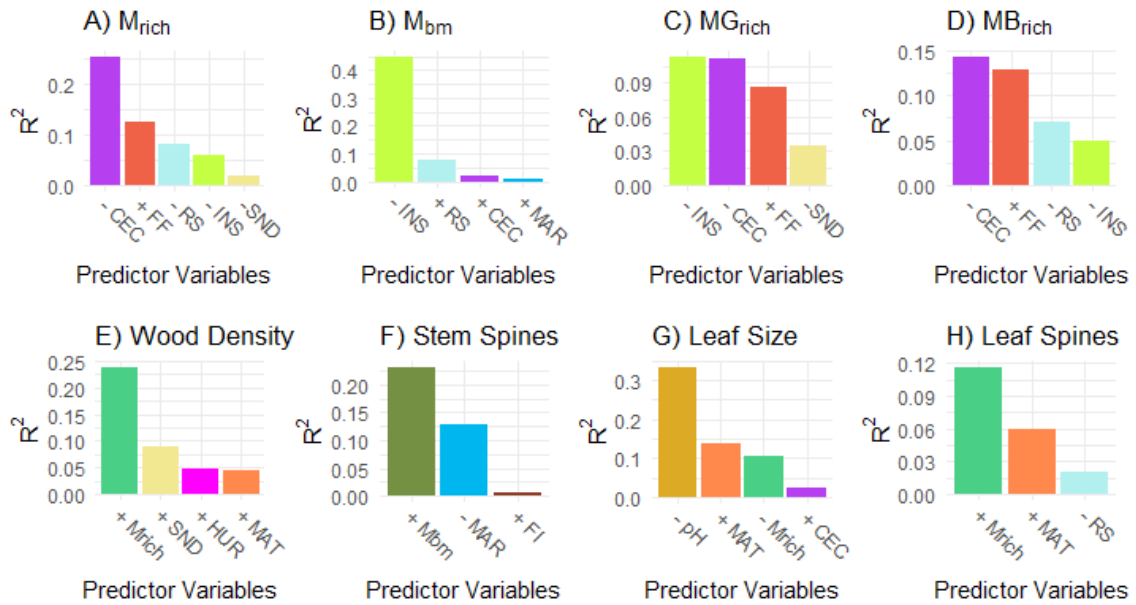 A) Mrich
R2
0.2
0.1
0.0
- CEC
+ FF
- RS
- INS
-SND
Predictor Variables
B) Mbm
R2
0.4
0.3
0.2
0.1
0.0
- INS
+ RS
+ CEC
+ MAR
Predictor Variables
C) MGrich
R2
0.09
0.06
0.03
0.00
- INS
- CEC
+ FF
-SND
Predictor Variables
D) MBrich
R2
0.15
0.10
0.05
0.00
- CEC
+ FF
- RS
- INS
Predictor Variables
E) Wood Density
R2
0.25
0.20
0.15
0.10
0.05
0.00
+ Mrich
+ SND
+ HUR
+ MAT
Predictor Variables
F) Stem Spines
R2
0.20
0.15
0.10
0.05
0.00
+ Mbm
- MAR
+ FI
Predictor Variables
G) Leaf Size
R2
0.3
0.2
0.1
0.0
- pH
+ MAT
- Mrich
+ CEC
Predictor Variables
H) Leaf Spines
R2
0.12
0.09
0.06
0.03
0.00
+ Mrich
+ MAT
- RS
Predictor Variables